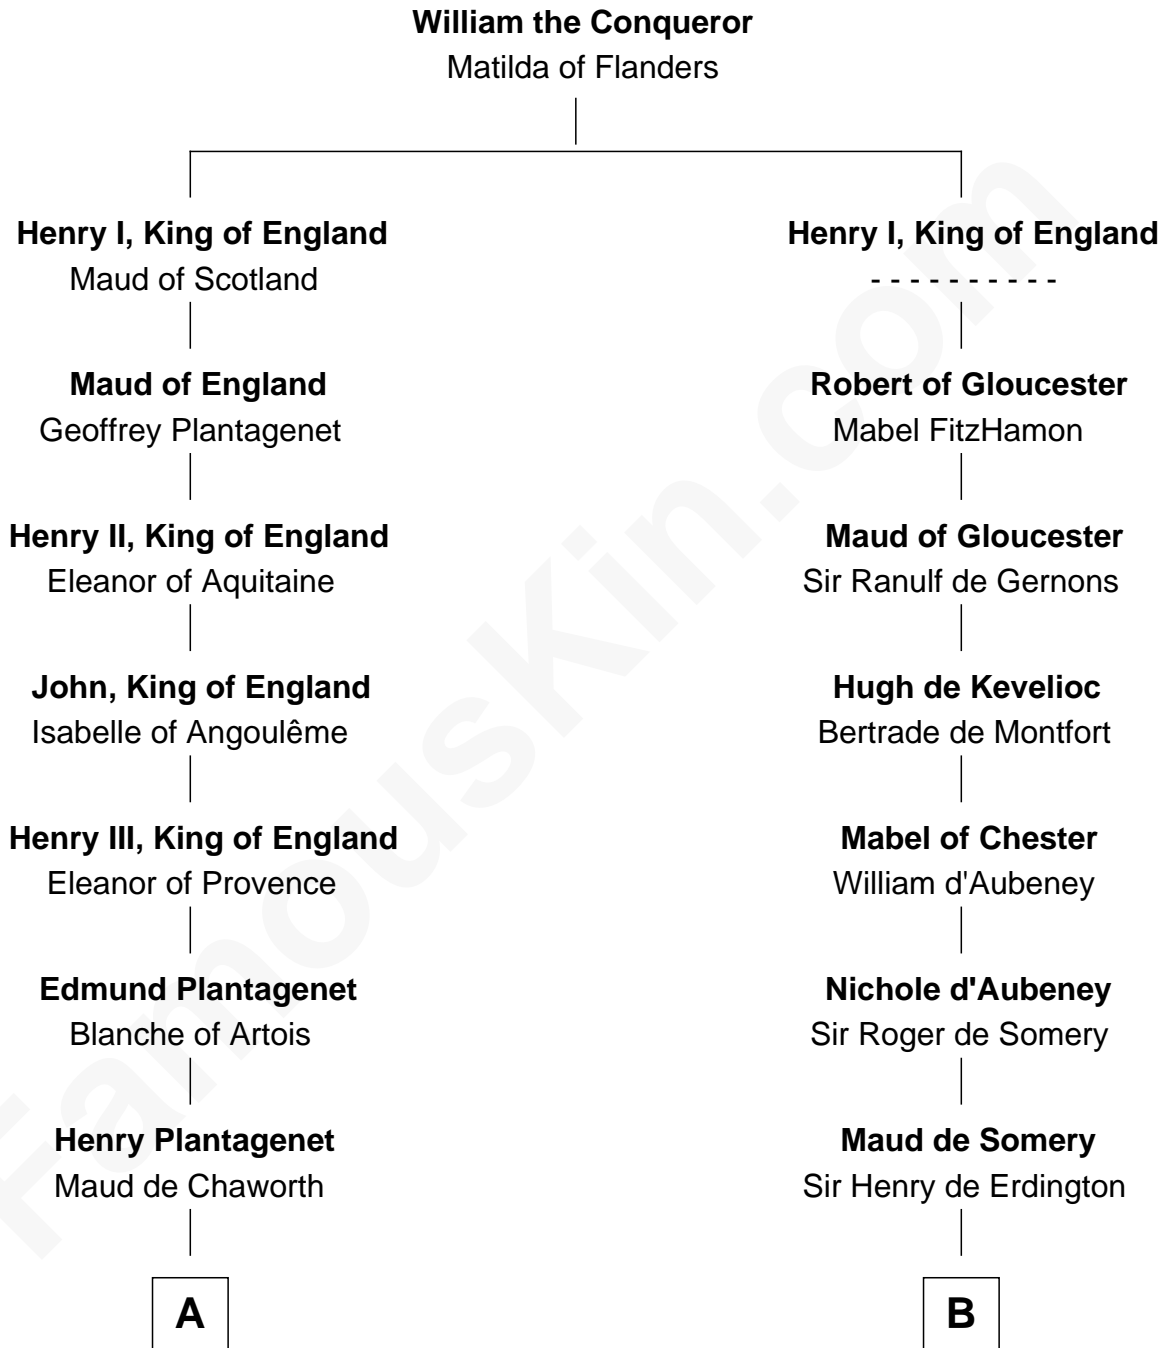 William the Conqueror
Matilda of Flanders
Henry I, King of England
Maud of Scotland
Maud of England
Geoffrey Plantagenet
Henry II, King of England
Eleanor of Aquitaine
John, King of England
Isabelle of Angoulême
Henry III, King of England
Eleanor of Provence
Edmund Plantagenet
Blanche of Artois
Henry Plantagenet
Maud de Chaworth
A
Henry I, King of England
- - - - - - - - - -
Robert of Gloucester
Mabel FitzHamon
Maud of Gloucester
Sir Ranulf de Gernons
Hugh de Kevelioc
Bertrade de Montfort
Mabel of Chester
William d'Aubeney
Nichole d'Aubeney
Sir Roger de Somery
Maud de Somery
Sir Henry de Erdington
B
FamousKin.com